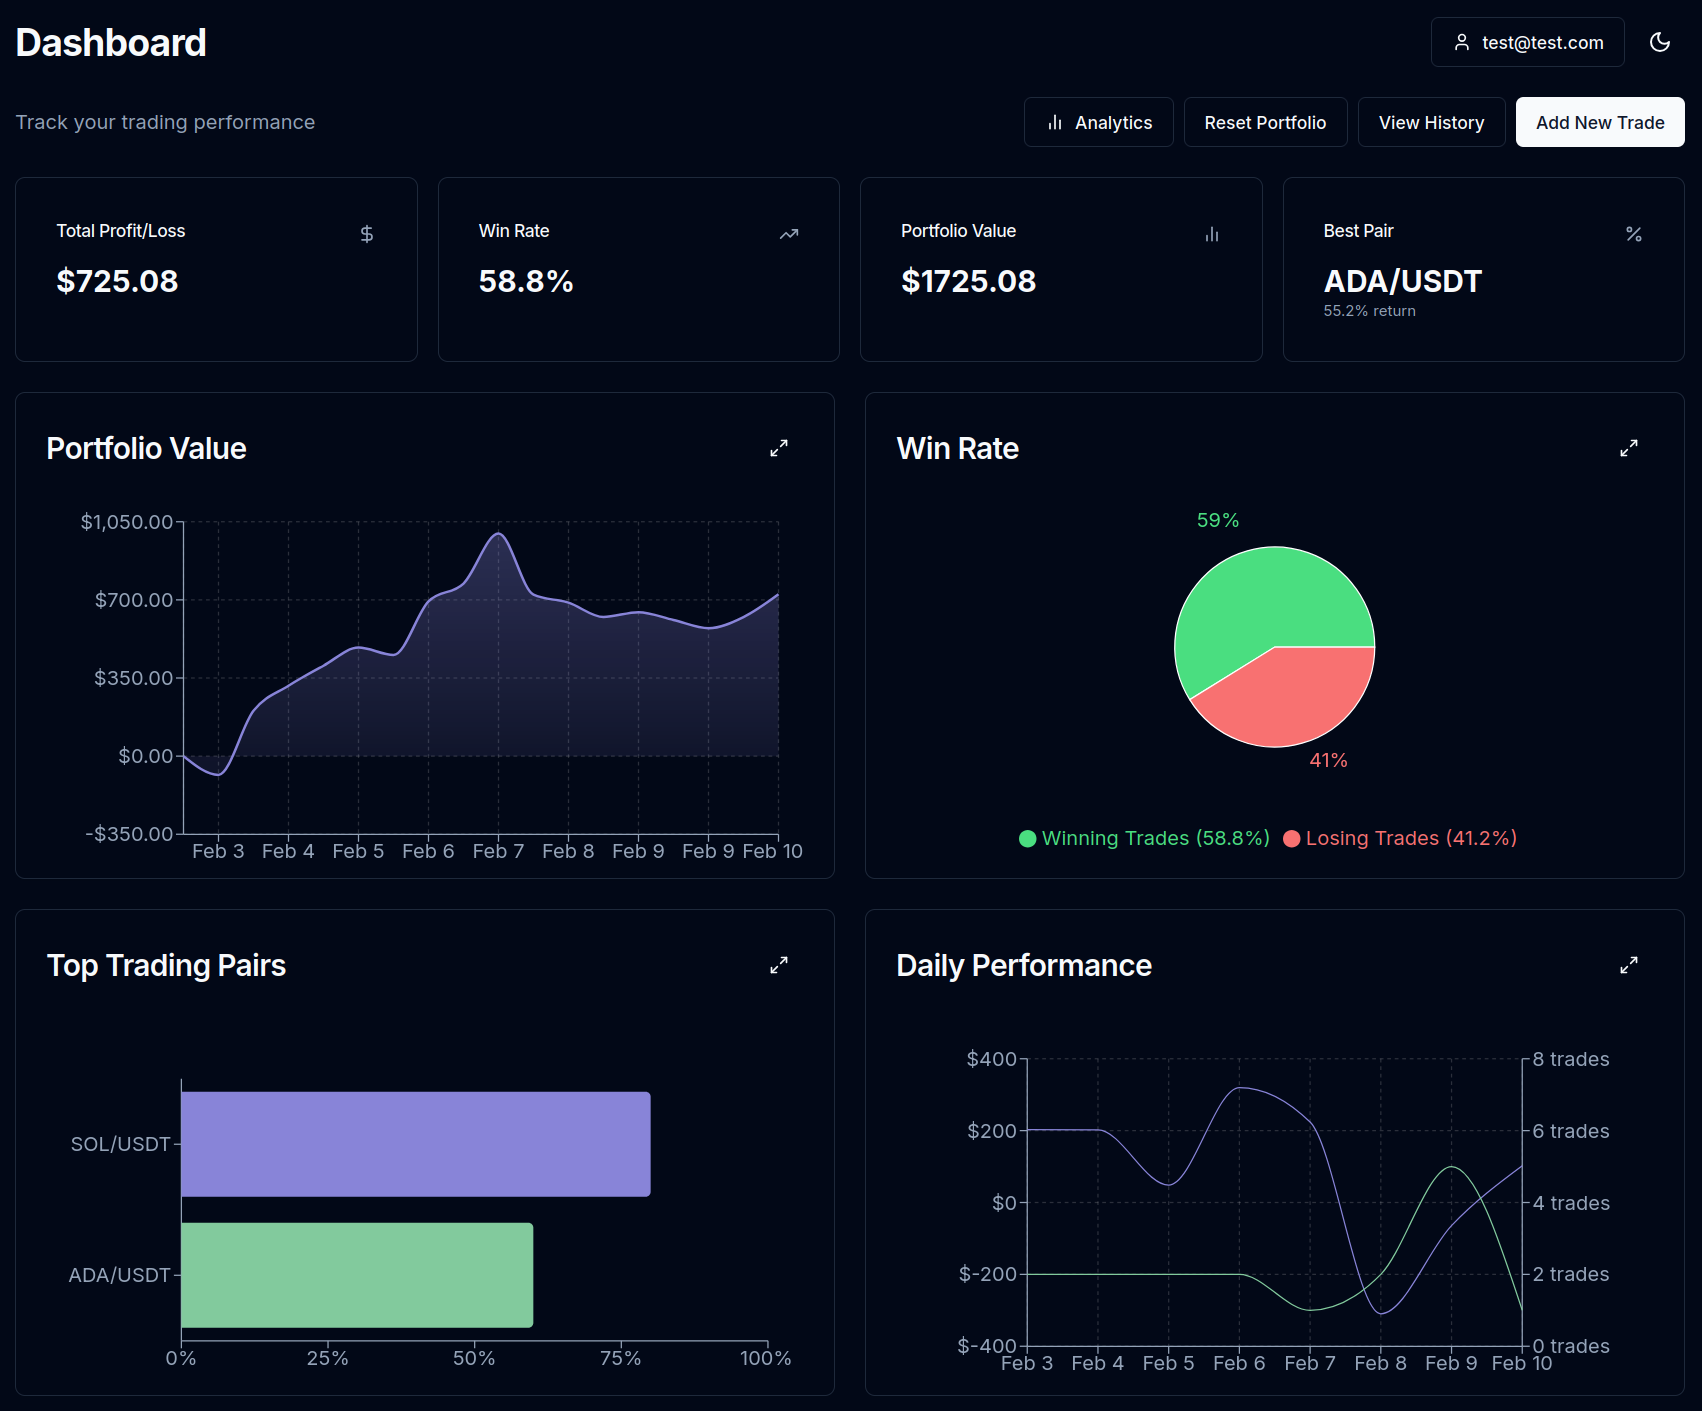 Dashboard
test@test.com
Track your trading performance
Analytics
Reset Portfolio
View History
Add New Trade
Total Profit/Loss
$725.08
Win Rate
58.8%
Portfolio Value
$1725.08
Best Pair
ADA/USDT
55.2% return
Portfolio Value
$1,050.00
$700.00
$350.00
$0.00
-$350.00
Feb 3 Feb 4 Feb 5 Feb 6 Feb 7 Feb 8 Feb 9 Feb 9 Feb 10
Win Rate
59%
41%
Winning Trades (58.8%) Losing Trades (41.2%)
Top Trading Pairs
SOL/USDT
ADA/USDT
0% 25% 50% 75% 100%
Daily Performance
$400 8 trades
$200 6 trades
$0 4 trades
$-200 2 trades
$-400 0 trades
Feb 3 Feb 4 Feb 5 Feb 6 Feb 7 Feb 8 Feb 9 Feb 10